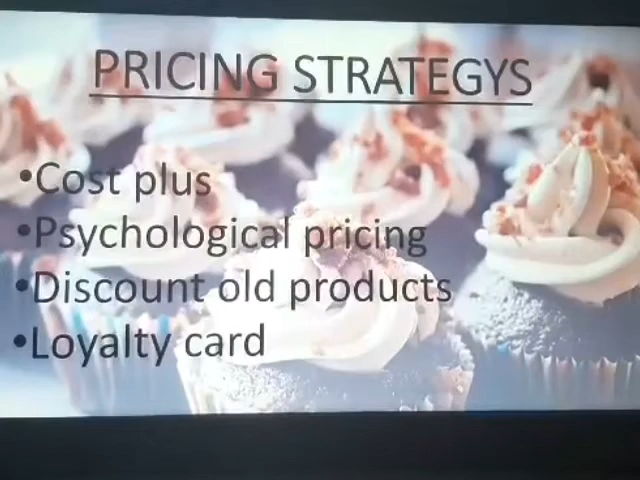 PRICING STRATEGYS
•Cost plus
•Psychological pricing
•Discount old products
•Loyalty card